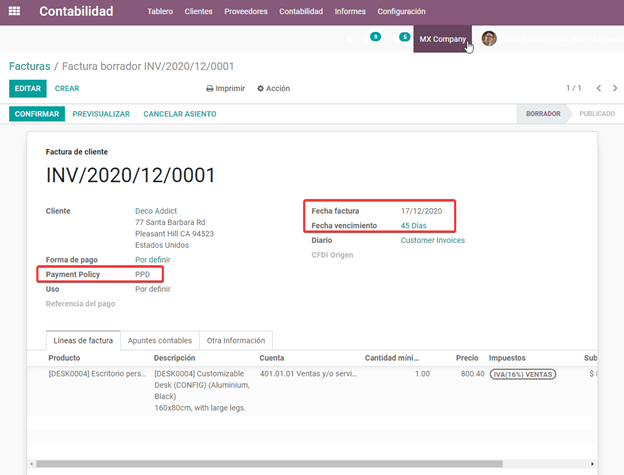 Contabilidad Tablero Clientes Proveedores Contabilidad Informes Configuración
9 5 MX Company
Facturas / Factura borrador INV/2020/12/0001
EDITAR CREAR Imprimir Acción 1 / 1
CONFIRMAR PREVISUALIZAR CANCELAR ASIENTO BORRADOR PUBLICADO
Factura de cliente
INV/2020/12/0001
Cliente Deco Addict Fecha factura 17/12/2020
77 Santa Barbara Rd Fecha vencimiento 45 Días
Pleasant Hill CA 94523 Diario Customer Invoices
Estados Unidos CFDI Origen
Forma de pago Por definir
Payment Policy PPD
Uso Por definir
Referencia del pago
Líneas de factura Apuntes contables Otra Información
Producto Descripción Cuenta Cantidad míni... Precio Impuestos Sub
[DESK0004] Escritorio pers... [DESK0004] Customizable 401.01.01 Ventas y/o servi... 1.00 800.40 IVA(16%) VENTAS $
Desk (CONFIG) (Aluminium,
Black)
160x80cm, with large legs.